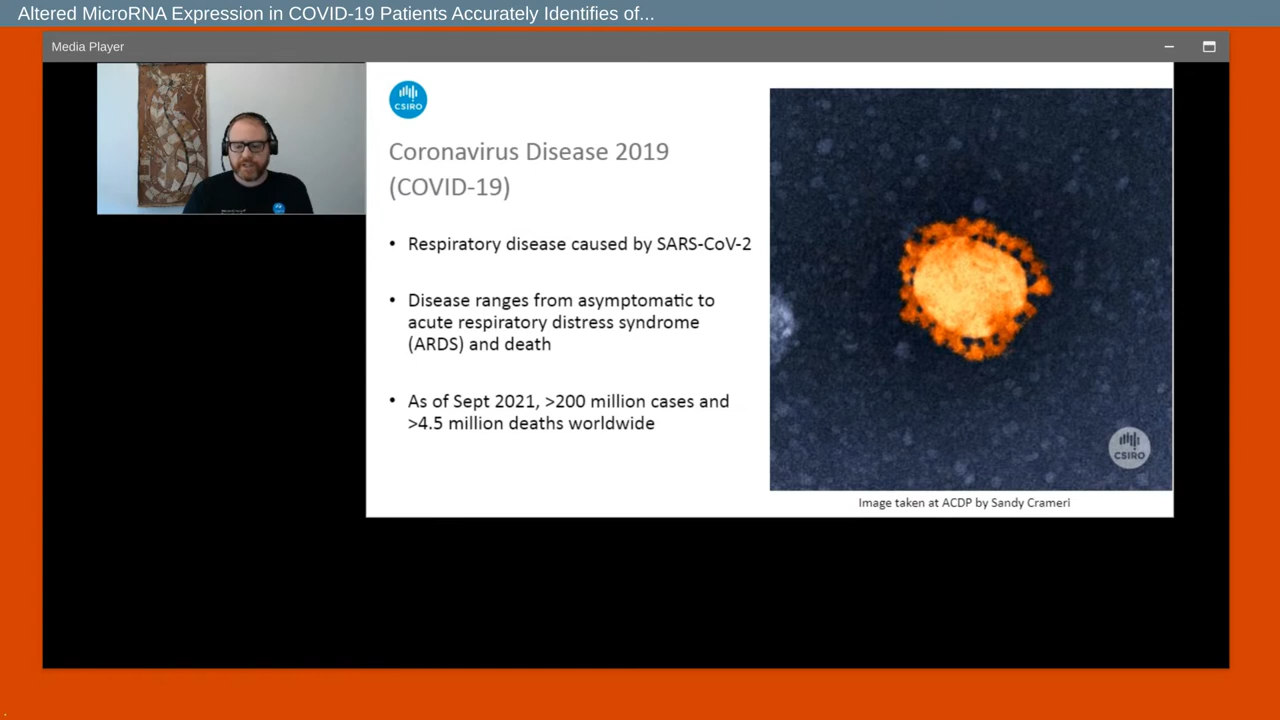 Altered MicroRNA Expression in COVID-19 Patients Accurately Identifies of...
Media Player
CSIRO
Coronavirus Disease 2019
(COVID-19)
• Respiratory disease caused by SARS-CoV-2
• Disease ranges from asymptomatic to
acute respiratory distress syndrome
(ARDS) and death
• As of Sept 2021, >200 million cases and
>4.5 million deaths worldwide
CSIRO
Image taken at ACDP by Sandy Crameri